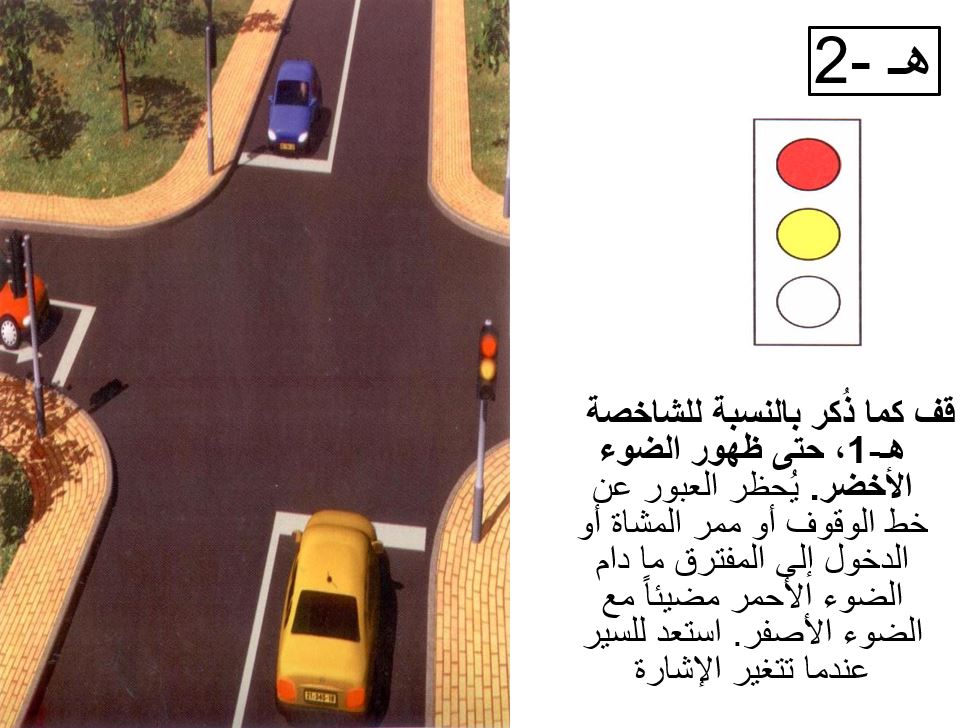 هـ -2
قف كما ذُكر بالنسبة للشاخصة
هـ-1، حتى ظهور الضوء
الأخضر. يُحظر العبور عن
خط الوقوف أو ممر المشاة أو
الدخول إلى المفترق ما دام
الضوء الأحمر مضيئاً مع
الضوء الأصفر. استعد للسير
عندما تتغير الإشارة